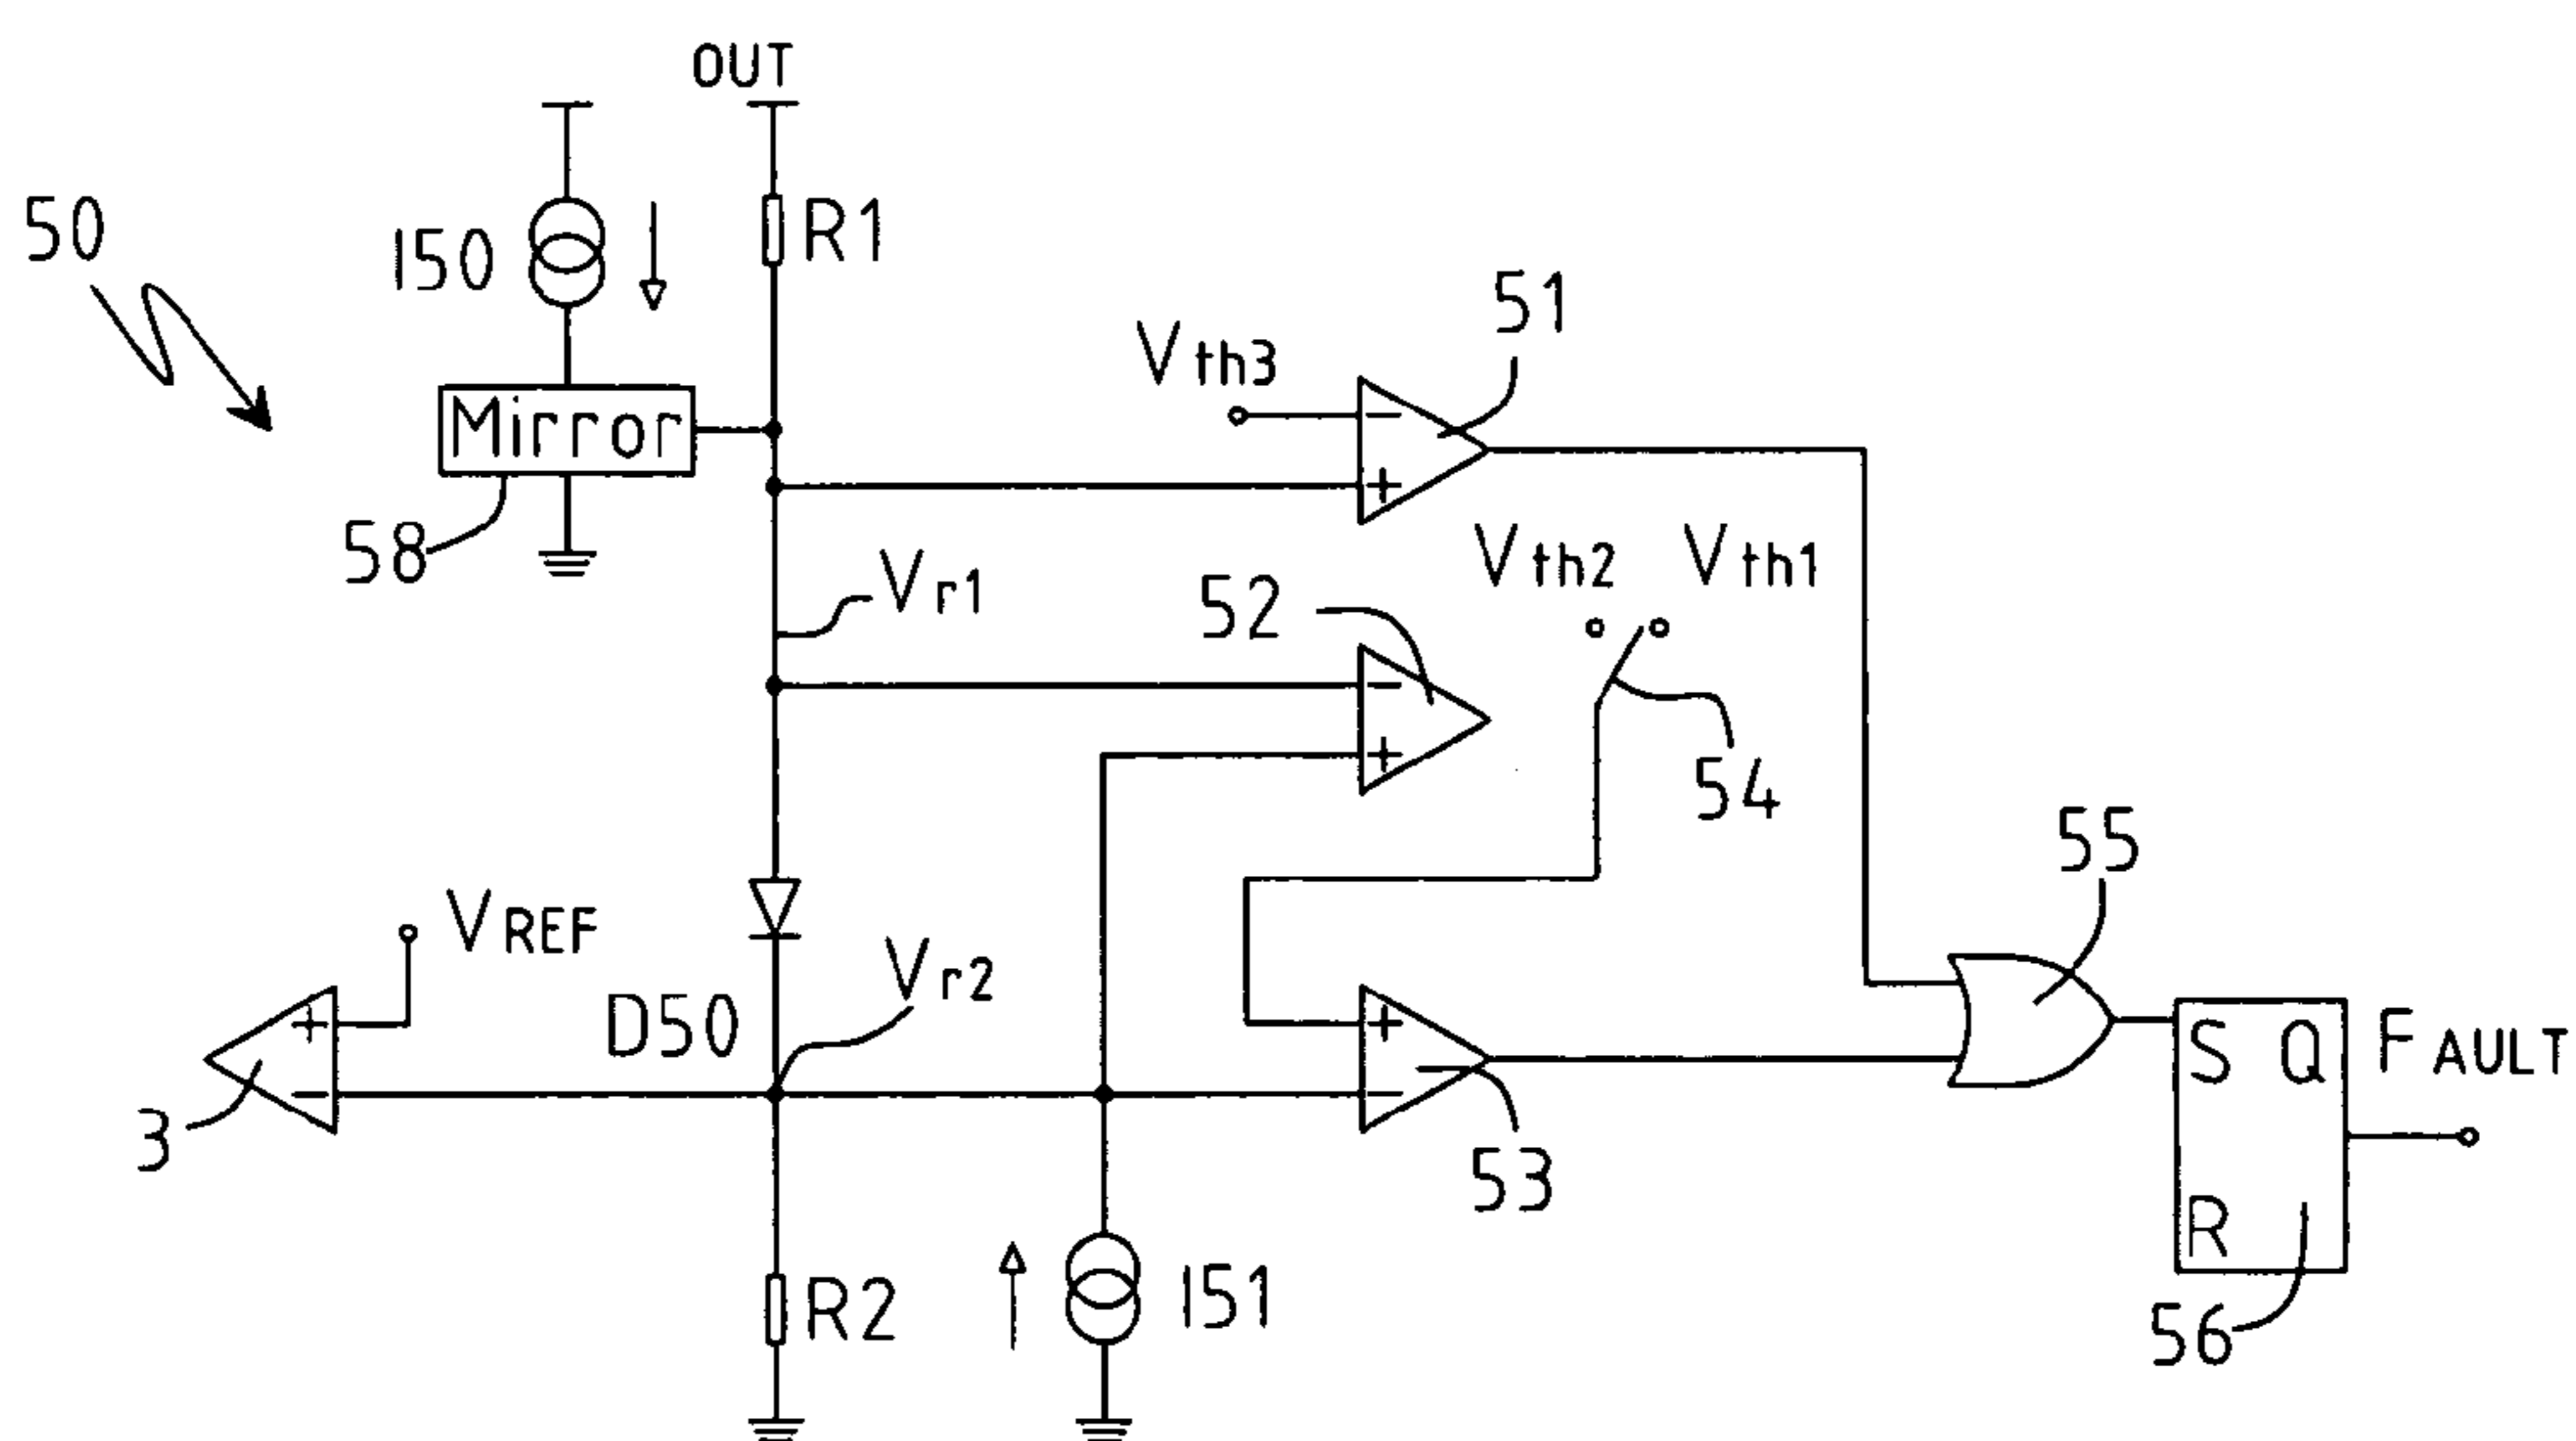 OUT
50
I50
R1
51
Vth3
Mirror
−
+
58
Vth2
Vth1
Vr1
52
−
+
54
55
VREF
Vr2
D50
+
−
+
−
S
Q
FAULT
3
53
R
R2
I51
56